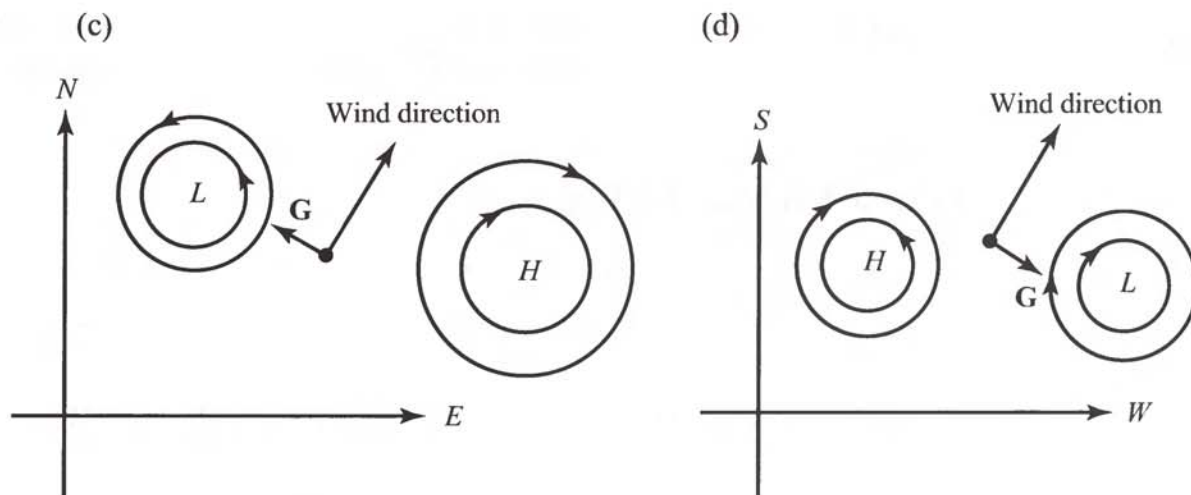 (c)
N
Wind direction
L
G
H
E
(d)
S
Wind direction
H
G
L
W